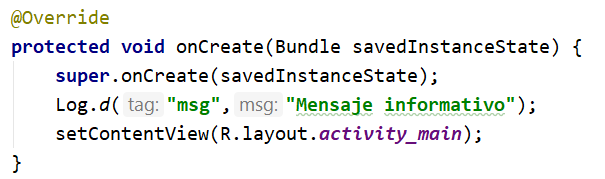 @Override
protected void onCreate(Bundle savedInstanceState) {
    super.onCreate(savedInstanceState);
    Log.d( tag: "msg", msg: "Mensaje informativo");
    setContentView(R.layout.activity_main);
}